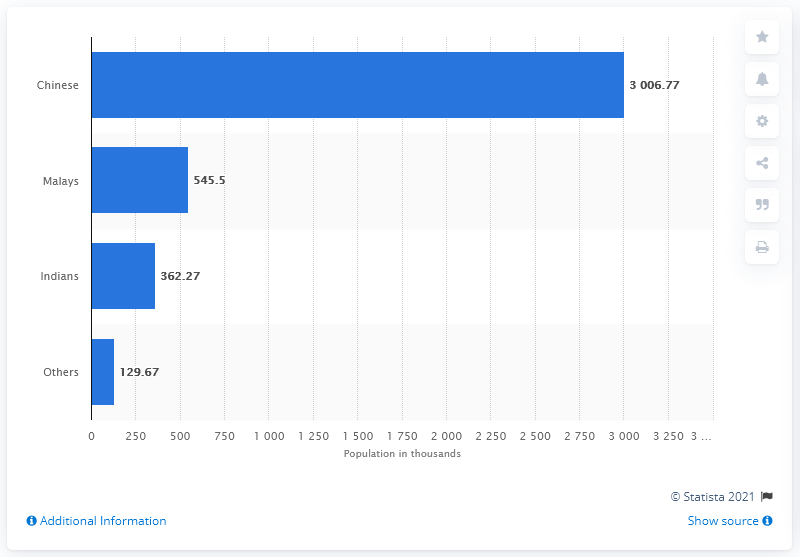 Chinese
3 006.77
Malays
545.5
Indians
362.27
Others
129.67
0 250 500 750 1 000 1 250 1 500 1 750 2 000 2 250 2 500 2 750 3 000 3 250 3 ...
Population in thousands
© Statista 2021
Additional Information
Show source